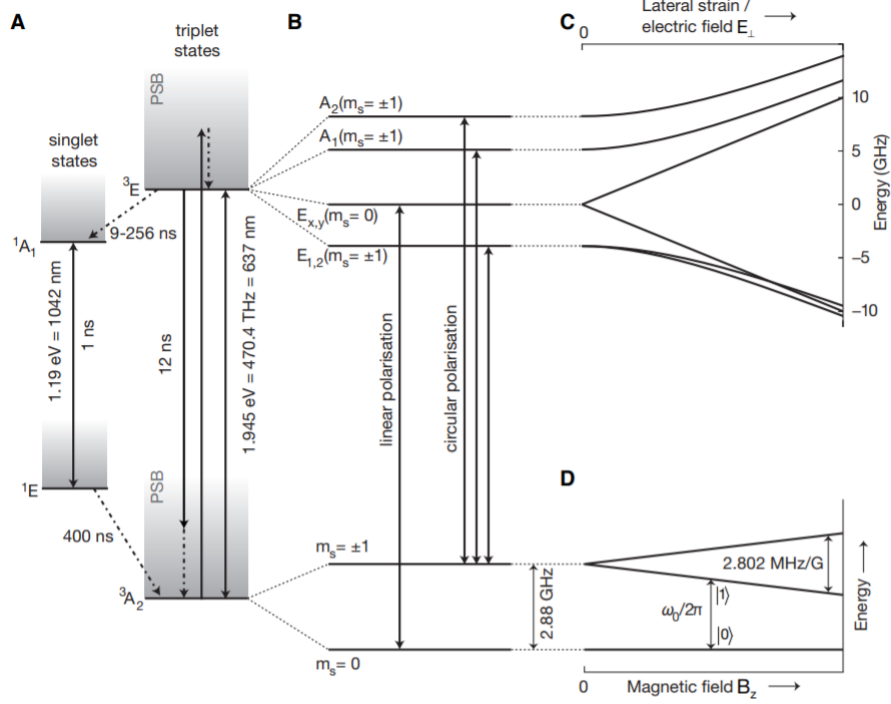 A
triplet
states
PSB
singlet
states
³E
¹A₁
9-256 ns
1.19 eV = 1042 nm
1 ns
12 ns
1.945 eV = 470.4 THz = 637 nm
¹E
PSB
400 ns
³A₂
B
A₂(mₛ= ±1)
A₁(mₛ= ±1)
Eₓ,ᵧ(mₛ= 0)
E₁,₂(mₛ= ±1)
linear polarisation
circular polarisation
mₛ= ±1
2.88 GHz
mₛ= 0
C
Lateral strain /
electric field E⊥
0
10
5
0
−5
−10
Energy (GHz)
D
2.802 MHz/G
|1⟩
ω₀/2π
|0⟩
Energy
0
Magnetic field B_z